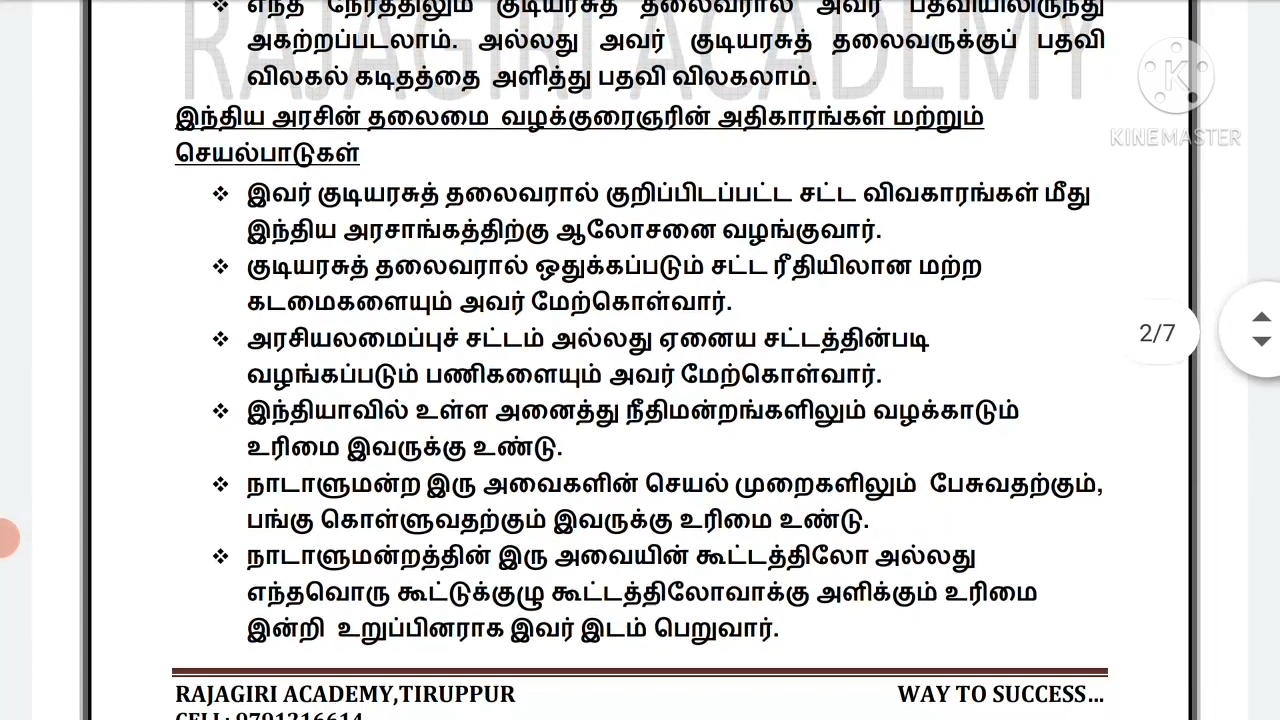 எந்த நேரத்திலும் குடியரசுத் தலைவரால் அவர் பதவியிலிருந்து
அகற்றப்படலாம். அல்லது அவர் குடியரசுத் தலைவருக்குப் பதவி
விலகல் கடிதத்தை அளித்து பதவி விலகலாம்.
RAJAGIRI ACADEMY
K
KINEMASTER
இந்திய அரசின் தலைமை வழக்குரைஞரின் அதிகாரங்கள் மற்றும்
செயல்பாடுகள்
❖ இவர் குடியரசுத் தலைவரால் குறிப்பிடப்பட்ட சட்ட விவகாரங்கள் மீது
இந்திய அரசாங்கத்திற்கு ஆலோசனை வழங்குவார்.
❖ குடியரசுத் தலைவரால் ஒதுக்கப்படும் சட்ட ரீதியிலான மற்ற
கடமைகளையும் அவர் மேற்கொள்வார்.
2/7
❖ அரசியலமைப்புச் சட்டம் அல்லது ஏனைய சட்டத்தின்படி
வழங்கப்படும் பணிகளையும் அவர் மேற்கொள்வார்.
❖ இந்தியாவில் உள்ள அனைத்து நீதிமன்றங்களிலும் வழக்காடும்
உரிமை இவருக்கு உண்டு.
❖ நாடாளுமன்ற இரு அவைகளின் செயல் முறைகளிலும் பேசுவதற்கும்,
பங்கு கொள்ளுவதற்கும் இவருக்கு உரிமை உண்டு.
❖ நாடாளுமன்றத்தின் இரு அவையின் கூட்டத்திலோ அல்லது
எந்தவொரு கூட்டுக்குழு கூட்டத்திலோவாக்கு அளிக்கும் உரிமை
இன்றி உறுப்பினராக இவர் இடம் பெறுவார்.
RAJAGIRI ACADEMY,TIRUPPUR WAY TO SUCCESS...
CELL: 9791216614